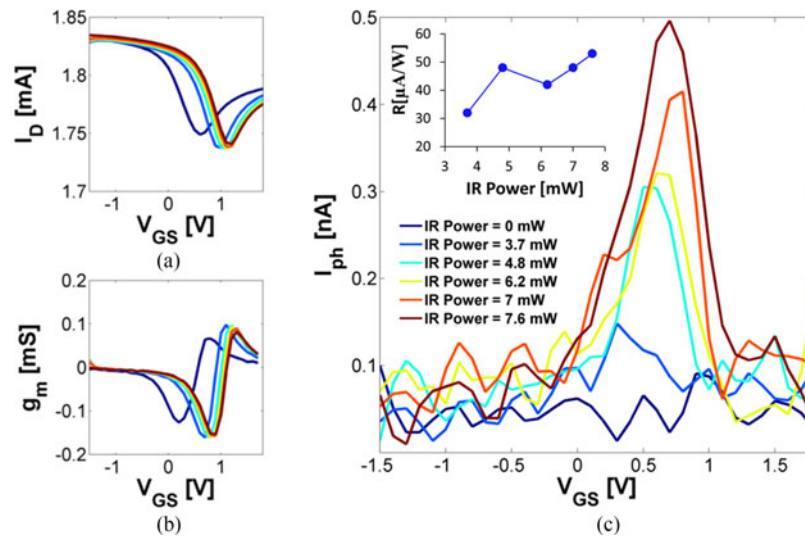 (a)
1.85
1.8
1.75
1.7
I_D [mA]
-1 0 1
V_GS [V]
(a)
(b)
0.2
0.1
0
-0.1
-0.2
g_m [mS]
-1 0 1
V_GS [V]
(b)
(c)
0.5
0.4
0.3
0.2
0.1
I_ph [nA]
60
50
40
30
20
R[µA/W]
3 4 5 6 7 8
IR Power [mW]
IR Power = 0 mW
IR Power = 3.7 mW
IR Power = 4.8 mW
IR Power = 6.2 mW
IR Power = 7 mW
IR Power = 7.6 mW
-1.5 -1 -0.5 0 0.5 1 1.5
V_GS [V]
(c)